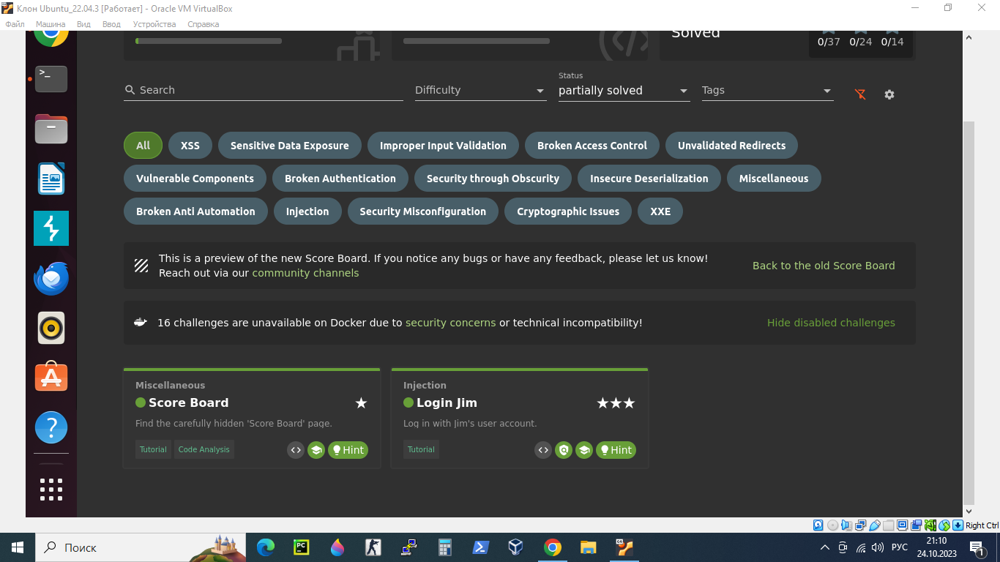 Клон Ubuntu_22.04.3 [Работает] - Oracle VM VirtualBox
Файл Машина Вид Ввод Устройства Справка
Solved
0/37 0/24 0/14
Search
Difficulty
Status
partially solved
Tags
All XSS Sensitive Data Exposure Improper Input Validation Broken Access Control Unvalidated Redirects
Vulnerable Components Broken Authentication Security through Obscurity Insecure Deserialization Miscellaneous
Broken Anti Automation Injection Security Misconfiguration Cryptographic Issues XXE
This is a preview of the new Score Board. If you notice any bugs or have any feedback, please let us know!
Reach out via our community channels
Back to the old Score Board
16 challenges are unavailable on Docker due to security concerns or technical incompatibility!
Hide disabled challenges
Miscellaneous
Score Board
Find the carefully hidden 'Score Board' page.
Tutorial Code Analysis
Hint
Injection
Login Jim
Log in with Jim's user account.
Tutorial
Hint
Right Ctrl
Поиск
PC
РУС
21:10
24.10.2023
1